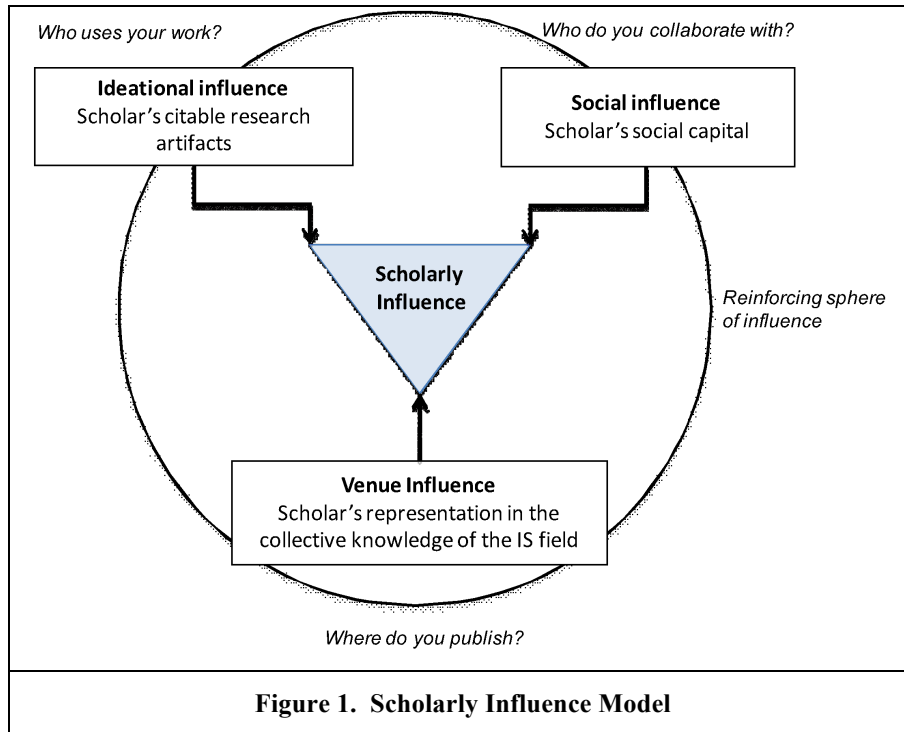 Who uses your work?
Who do you collaborate with?
Ideational influence
Scholar's citable research
artifacts
Social influence
Scholar's social capital
Scholarly
Influence
Reinforcing sphere
of influence
Venue Influence
Scholar's representation in the
collective knowledge of the IS field
Where do you publish?
Figure 1. Scholarly Influence Model